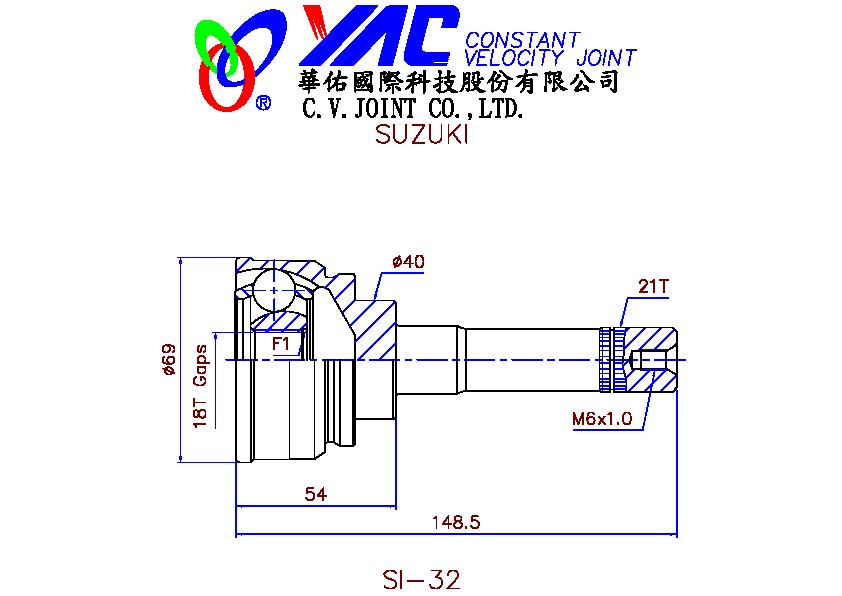 YAC CONSTANT
VELOCITY JOINT
®
華佑國際科技股份有限公司
C.V.JOINT CO.,LTD.
SUZUKI
ø40
21T
F1
ø69
18T Gaps
M6x1.0
54
148.5
SI-32